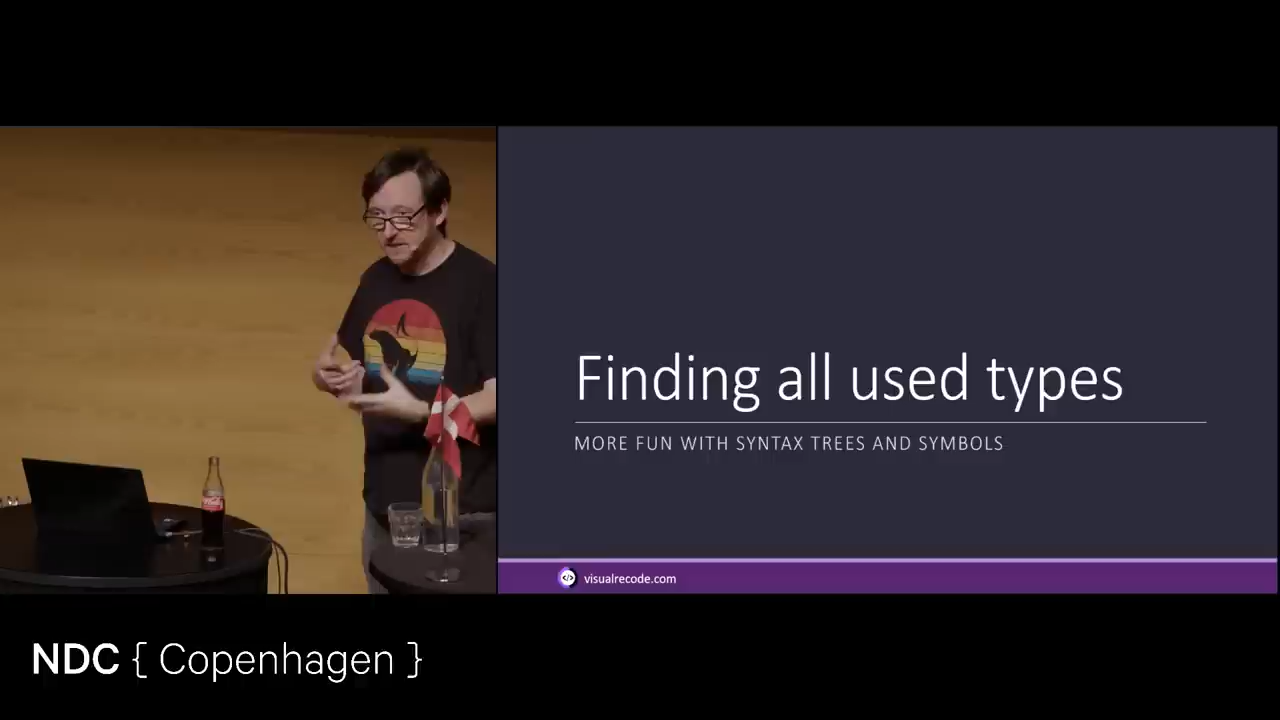 Finding all used types
MORE FUN WITH SYNTAX TREES AND SYMBOLS
</> visualrecode.com
NDC { Copenhagen }